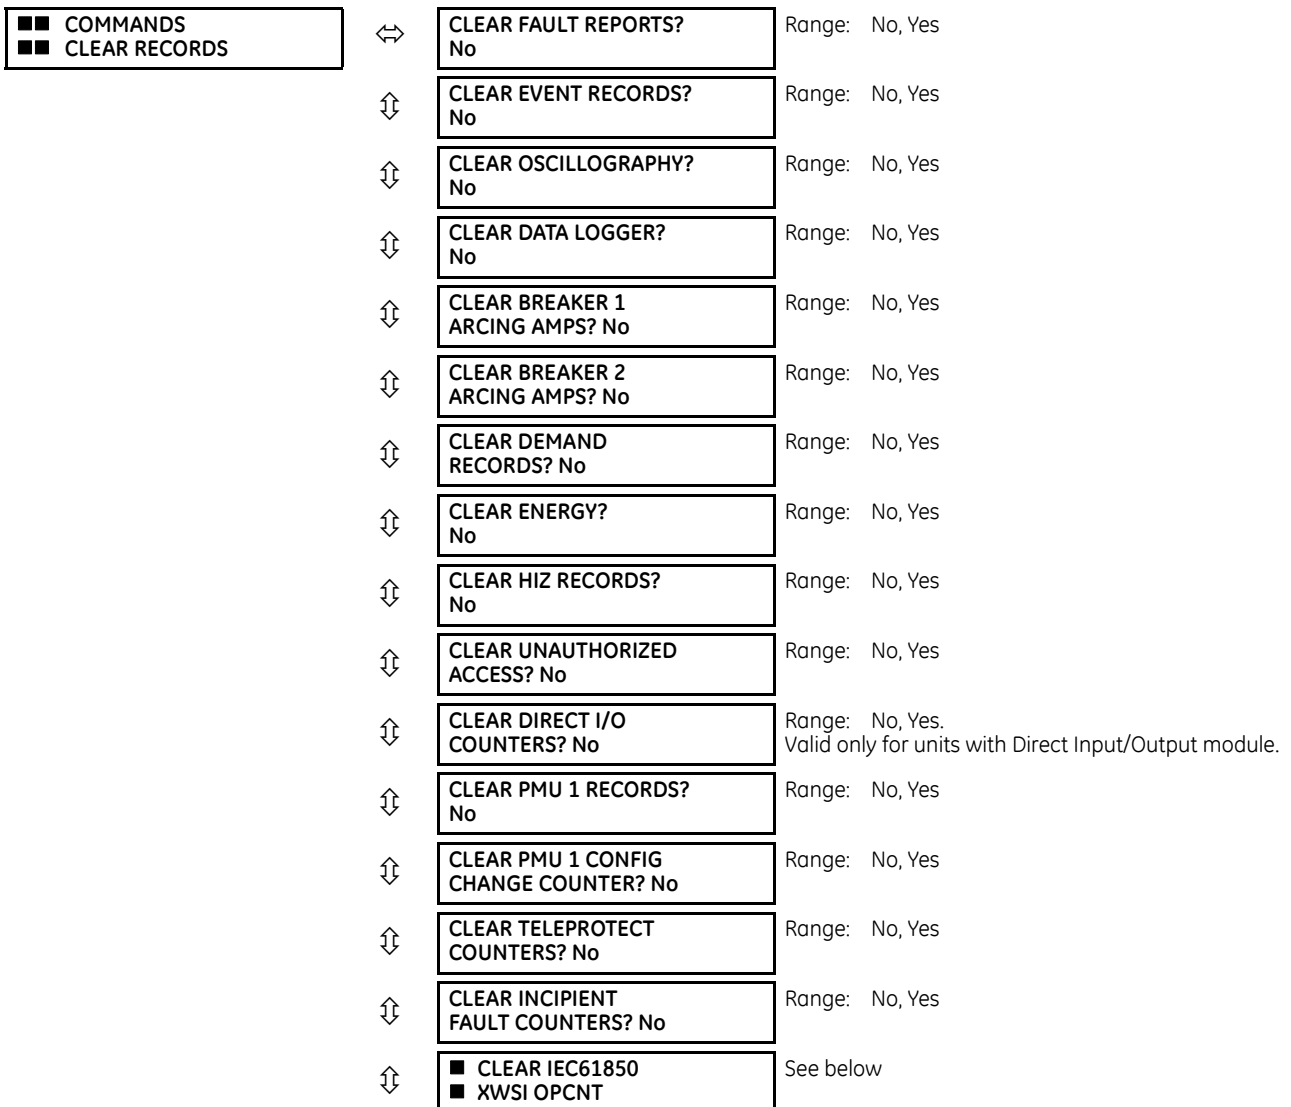 ■■ COMMANDS
■■ CLEAR RECORDS
CLEAR FAULT REPORTS?
No
Range: No, Yes
CLEAR EVENT RECORDS?
No
Range: No, Yes
CLEAR OSCILLOGRAPHY?
No
Range: No, Yes
CLEAR DATA LOGGER?
No
Range: No, Yes
CLEAR BREAKER 1
ARCING AMPS? No
Range: No, Yes
CLEAR BREAKER 2
ARCING AMPS? No
Range: No, Yes
CLEAR DEMAND
RECORDS? No
Range: No, Yes
CLEAR ENERGY?
No
Range: No, Yes
CLEAR HIZ RECORDS?
No
Range: No, Yes
CLEAR UNAUTHORIZED
ACCESS? No
Range: No, Yes
CLEAR DIRECT I/O
COUNTERS? No
Range: No, Yes.
Valid only for units with Direct Input/Output module.
CLEAR PMU 1 RECORDS?
No
Range: No, Yes
CLEAR PMU 1 CONFIG
CHANGE COUNTER? No
Range: No, Yes
CLEAR TELEPROTECT
COUNTERS? No
Range: No, Yes
CLEAR INCIPIENT
FAULT COUNTERS? No
Range: No, Yes
■ CLEAR IEC61850
■ XWSI OPCNT
See below